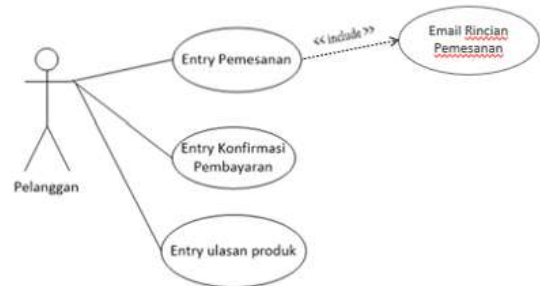 Email Rincian
Pemesanan
<< include >>
Entry Pemesanan
Entry Konfirmasi
Pembayaran
Pelanggan
Entry ulasan produk